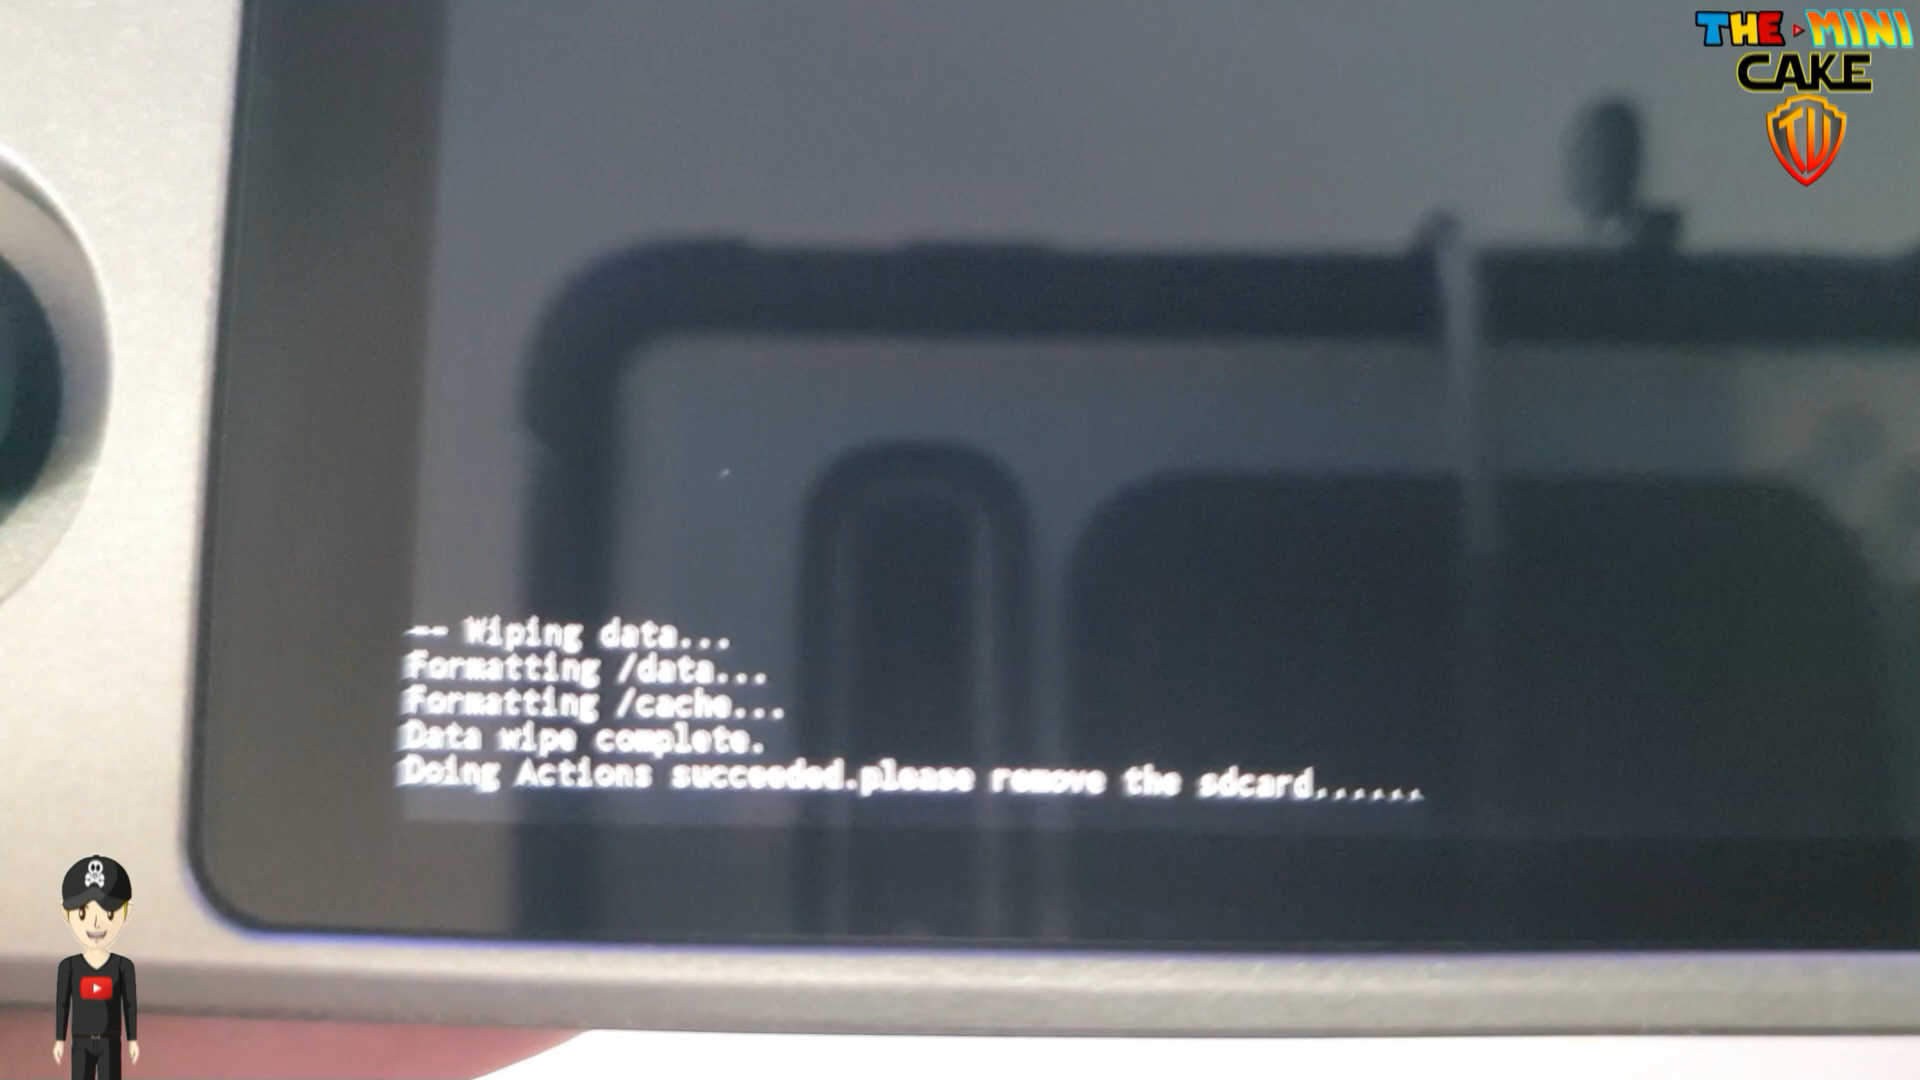 THE MINI
CAKE
TU
-- Wiping data...
Formatting /data...
Formatting /cache...
Data wipe complete.
Doing Actions succeeded.please remove the sdcard......